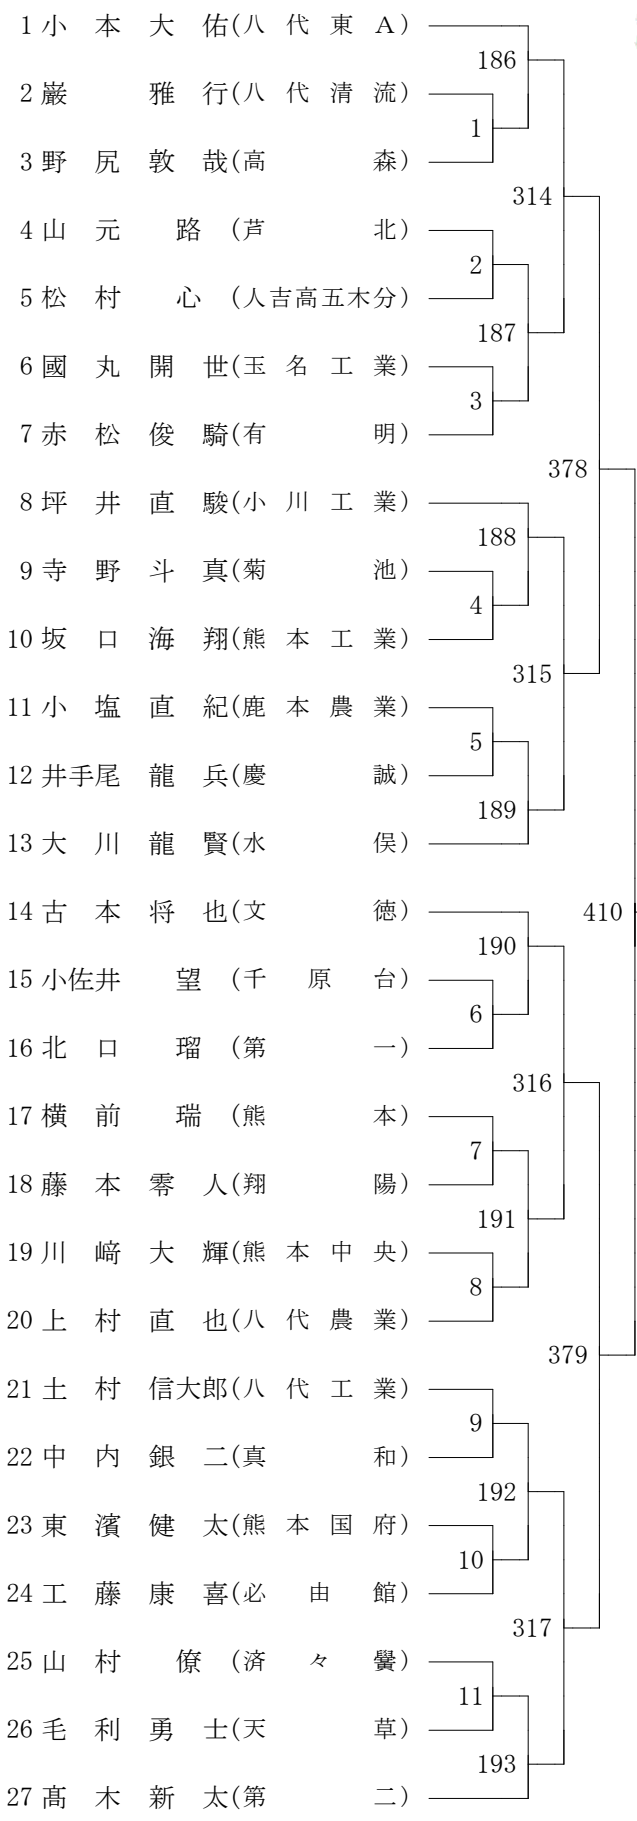 1 小本大佑(八代東A)
186
2 巌雅行(八代清流)
1
3 野尻敦哉(高森)
314
4 山元路(芦北)
2
5 松村心(人吉高五木分)
187
6 國丸開世(玉名工業)
3
7 赤松俊騎(有明)
378
8 坪井直駿(小川工業)
188
9 寺野斗真(菊池)
4
10 坂口海翔(熊本工業)
315
11 小塩直紀(鹿本農業)
5
12 井手尾龍兵(慶誠)
189
13 大川龍賢(水俣)
14 古本将也(文徳)
410
190
15 小佐井望(千原台)
6
16 北口瑠(第一)
316
17 横前瑞(熊本)
7
18 藤本零人(翔陽)
191
19 川﨑大輝(熊本中央)
8
20 上村直也(八代農業)
379
21 土村信大郎(八代工業)
9
22 中内銀二(真和)
192
23 東濱健太(熊本国府)
10
24 工藤康喜(必由館)
317
25 山村僚(済々黌)
11
26 毛利勇士(天草)
193
27 髙木新太(第二)